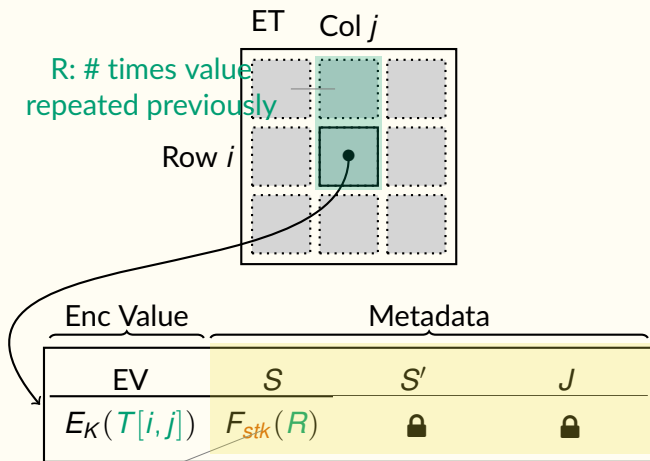 ET
Col j
R: # times value
repeated previously
Row i
Enc Value Metadata
EV S S′ J
E_K(T[i, j]) F_stk(R)